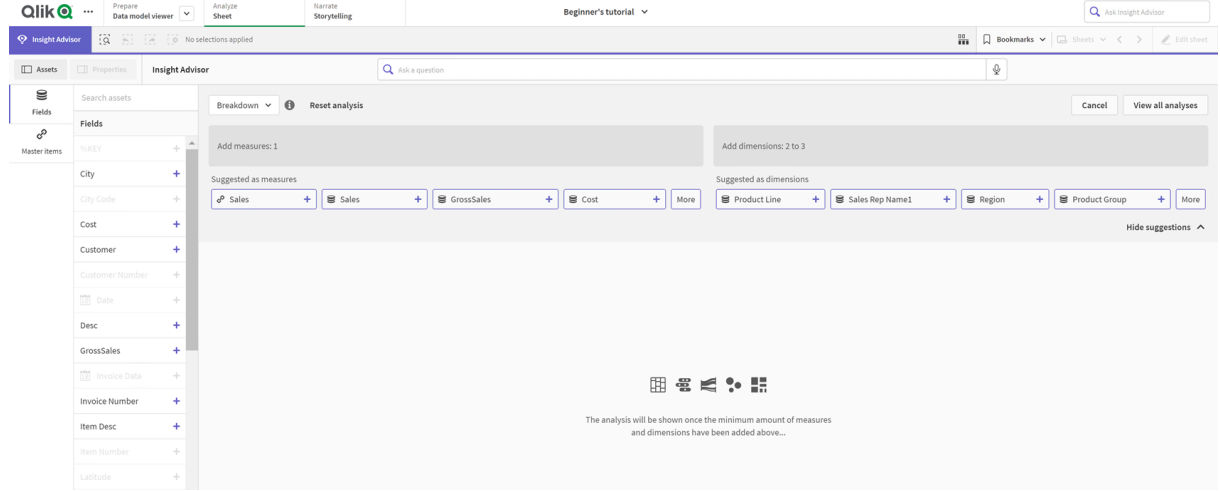 Qlik
Prepare
Data model viewer
Analyze
Sheet
Narrate
Storytelling
Beginner's tutorial
Ask Insight Advisor
Insight Advisor
No selections applied
Bookmarks
Sheets
Edit sheet
Assets
Properties
Insight Advisor
Ask a question
Fields
Master items
Search assets
Fields
%KEY
City
City Code
Cost
Customer
Customer Number
Date
Desc
GrossSales
Invoice Date
Invoice Number
Item Desc
Item Number
Latitude
Breakdown
Reset analysis
Cancel
View all analyses
Add measures: 1
Add dimensions: 2 to 3
Suggested as measures
Sales
Sales
GrossSales
Cost
More
Suggested as dimensions
Product Line
Sales Rep Name1
Region
Product Group
More
Hide suggestions
The analysis will be shown once the minimum amount of measures
and dimensions have been added above...